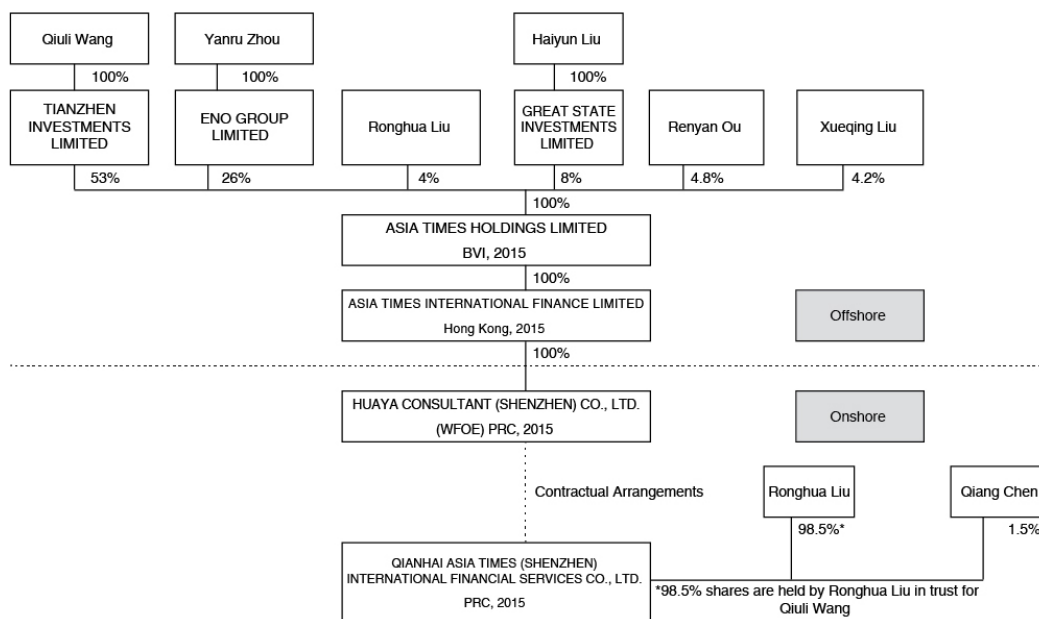 Qiuli Wang
Yanru Zhou
Haiyun Liu
100%
100%
100%
TIANZHEN
INVESTMENTS
LIMITED
ENO GROUP
LIMITED
Ronghua Liu
GREAT STATE
INVESTMENTS
LIMITED
Renyan Ou
Xueqing Liu
53%
26%
4%
8%
4.8%
4.2%
100%
ASIA TIMES HOLDINGS LIMITED
BVI, 2015
100%
ASIA TIMES INTERNATIONAL FINANCE LIMITED
Hong Kong, 2015
Offshore
100%
HUAYA CONSULTANT (SHENZHEN) CO., LTD.
(WFOE) PRC, 2015
Onshore
Contractual Arrangements
Ronghua Liu
Qiang Chen
98.5%*
1.5%
QIANHAI ASIA TIMES (SHENZHEN)
INTERNATIONAL FINANCIAL SERVICES CO., LTD.
PRC, 2015
*98.5% shares are held by Ronghua Liu in trust for
Qiuli Wang